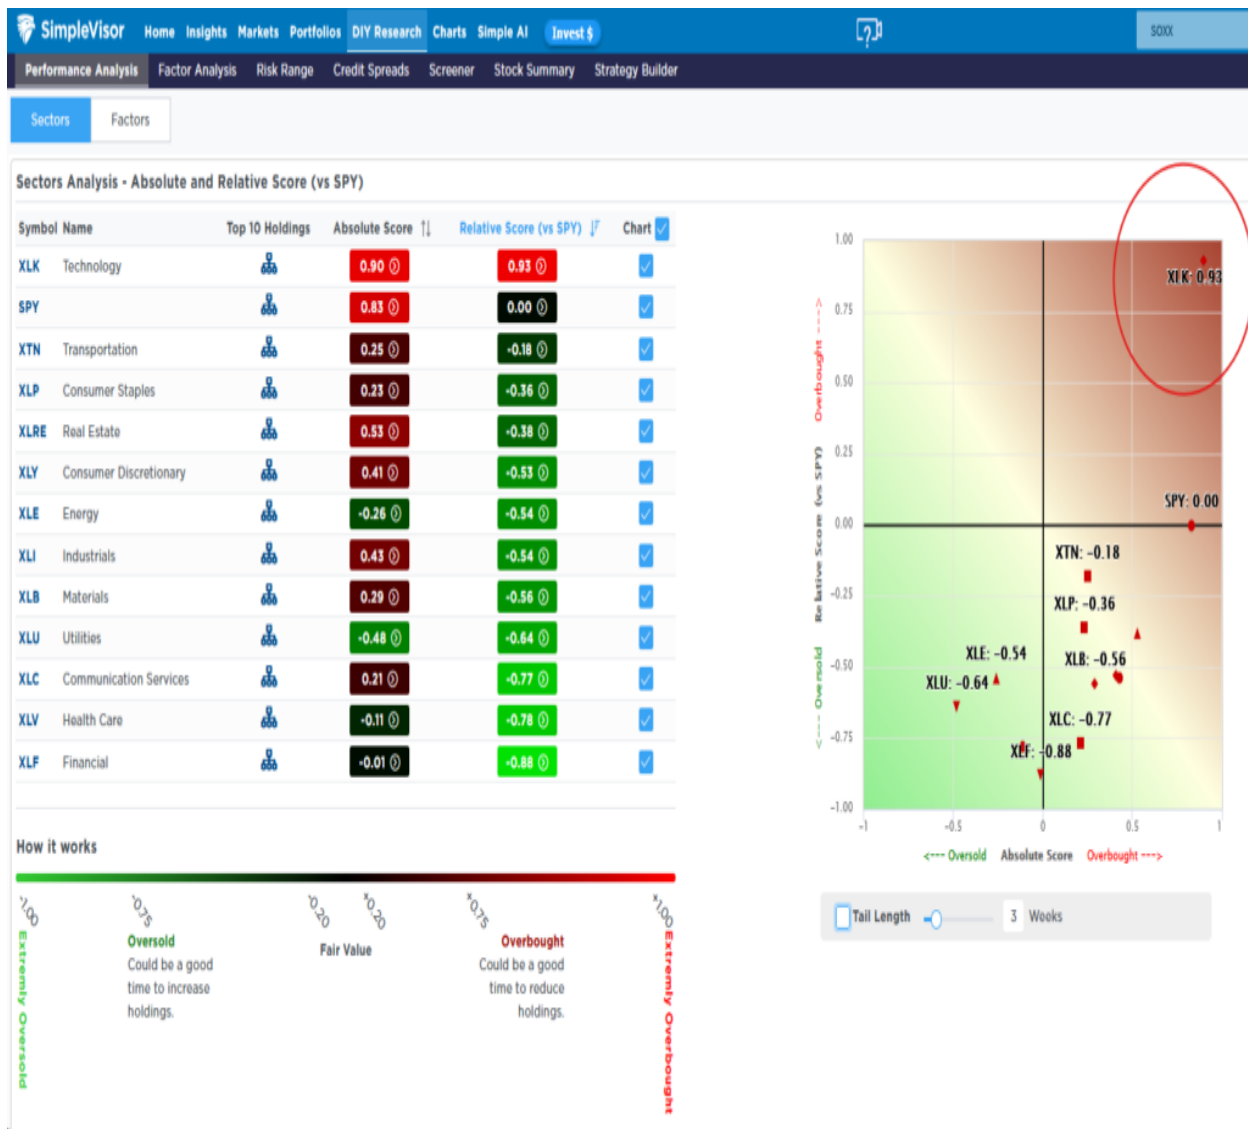 SimpleVisor Home Insights Markets Portfolios DIY Research Charts Simple AI Invest $ SOXX
Performance Analysis Factor Analysis Risk Range Credit Spreads Screener Stock Summary Strategy Builder
Sectors Factors
Sectors Analysis - Absolute and Relative Score (vs SPY)
Symbol Name Top 10 Holdings Absolute Score Relative Score (vs SPY) Chart
XLK Technology 0.90 0.93
SPY 0.83 0.00
XTN Transportation 0.25 -0.18
XLP Consumer Staples 0.23 -0.36
XLRE Real Estate 0.53 -0.38
XLY Consumer Discretionary 0.41 -0.53
XLE Energy -0.26 -0.54
XLI Industrials 0.43 -0.54
XLB Materials 0.29 -0.56
XLU Utilities -0.48 -0.64
XLC Communication Services 0.21 -0.77
XLV Health Care -0.11 -0.78
XLF Financial -0.01 -0.88
1.00
0.75
0.50
0.25
0.00
-0.25
-0.50
-0.75
-1.00
<--- Oversold Relative Score (vs SPY) Overbought --->
XLK: 0.93
SPY: 0.00
XTN: -0.18
XLP: -0.36
XLE: -0.54
XLB: -0.56
XLU: -0.64
XLC: -0.77
XLF: -0.88
-1 -0.5 0 0.5 1
<--- Oversold Absolute Score Overbought --->
Tail Length 3 Weeks
How it works
-1.00 -0.75 -0.20 +0.20 +0.75 +1.00
Extremly Oversold
Oversold
Could be a good
time to increase
holdings.
Fair Value
Overbought
Could be a good
time to reduce
holdings.
Extremly Overbought